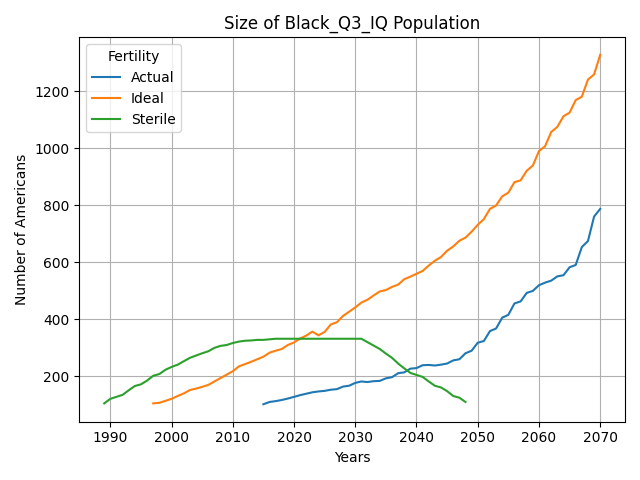 Size of Black_Q3_IQ Population
Fertility
Actual
Ideal
Sterile
Number of Americans
1200
1000
800
600
400
200
1990 2000 2010 2020 2030 2040 2050 2060 2070
Years